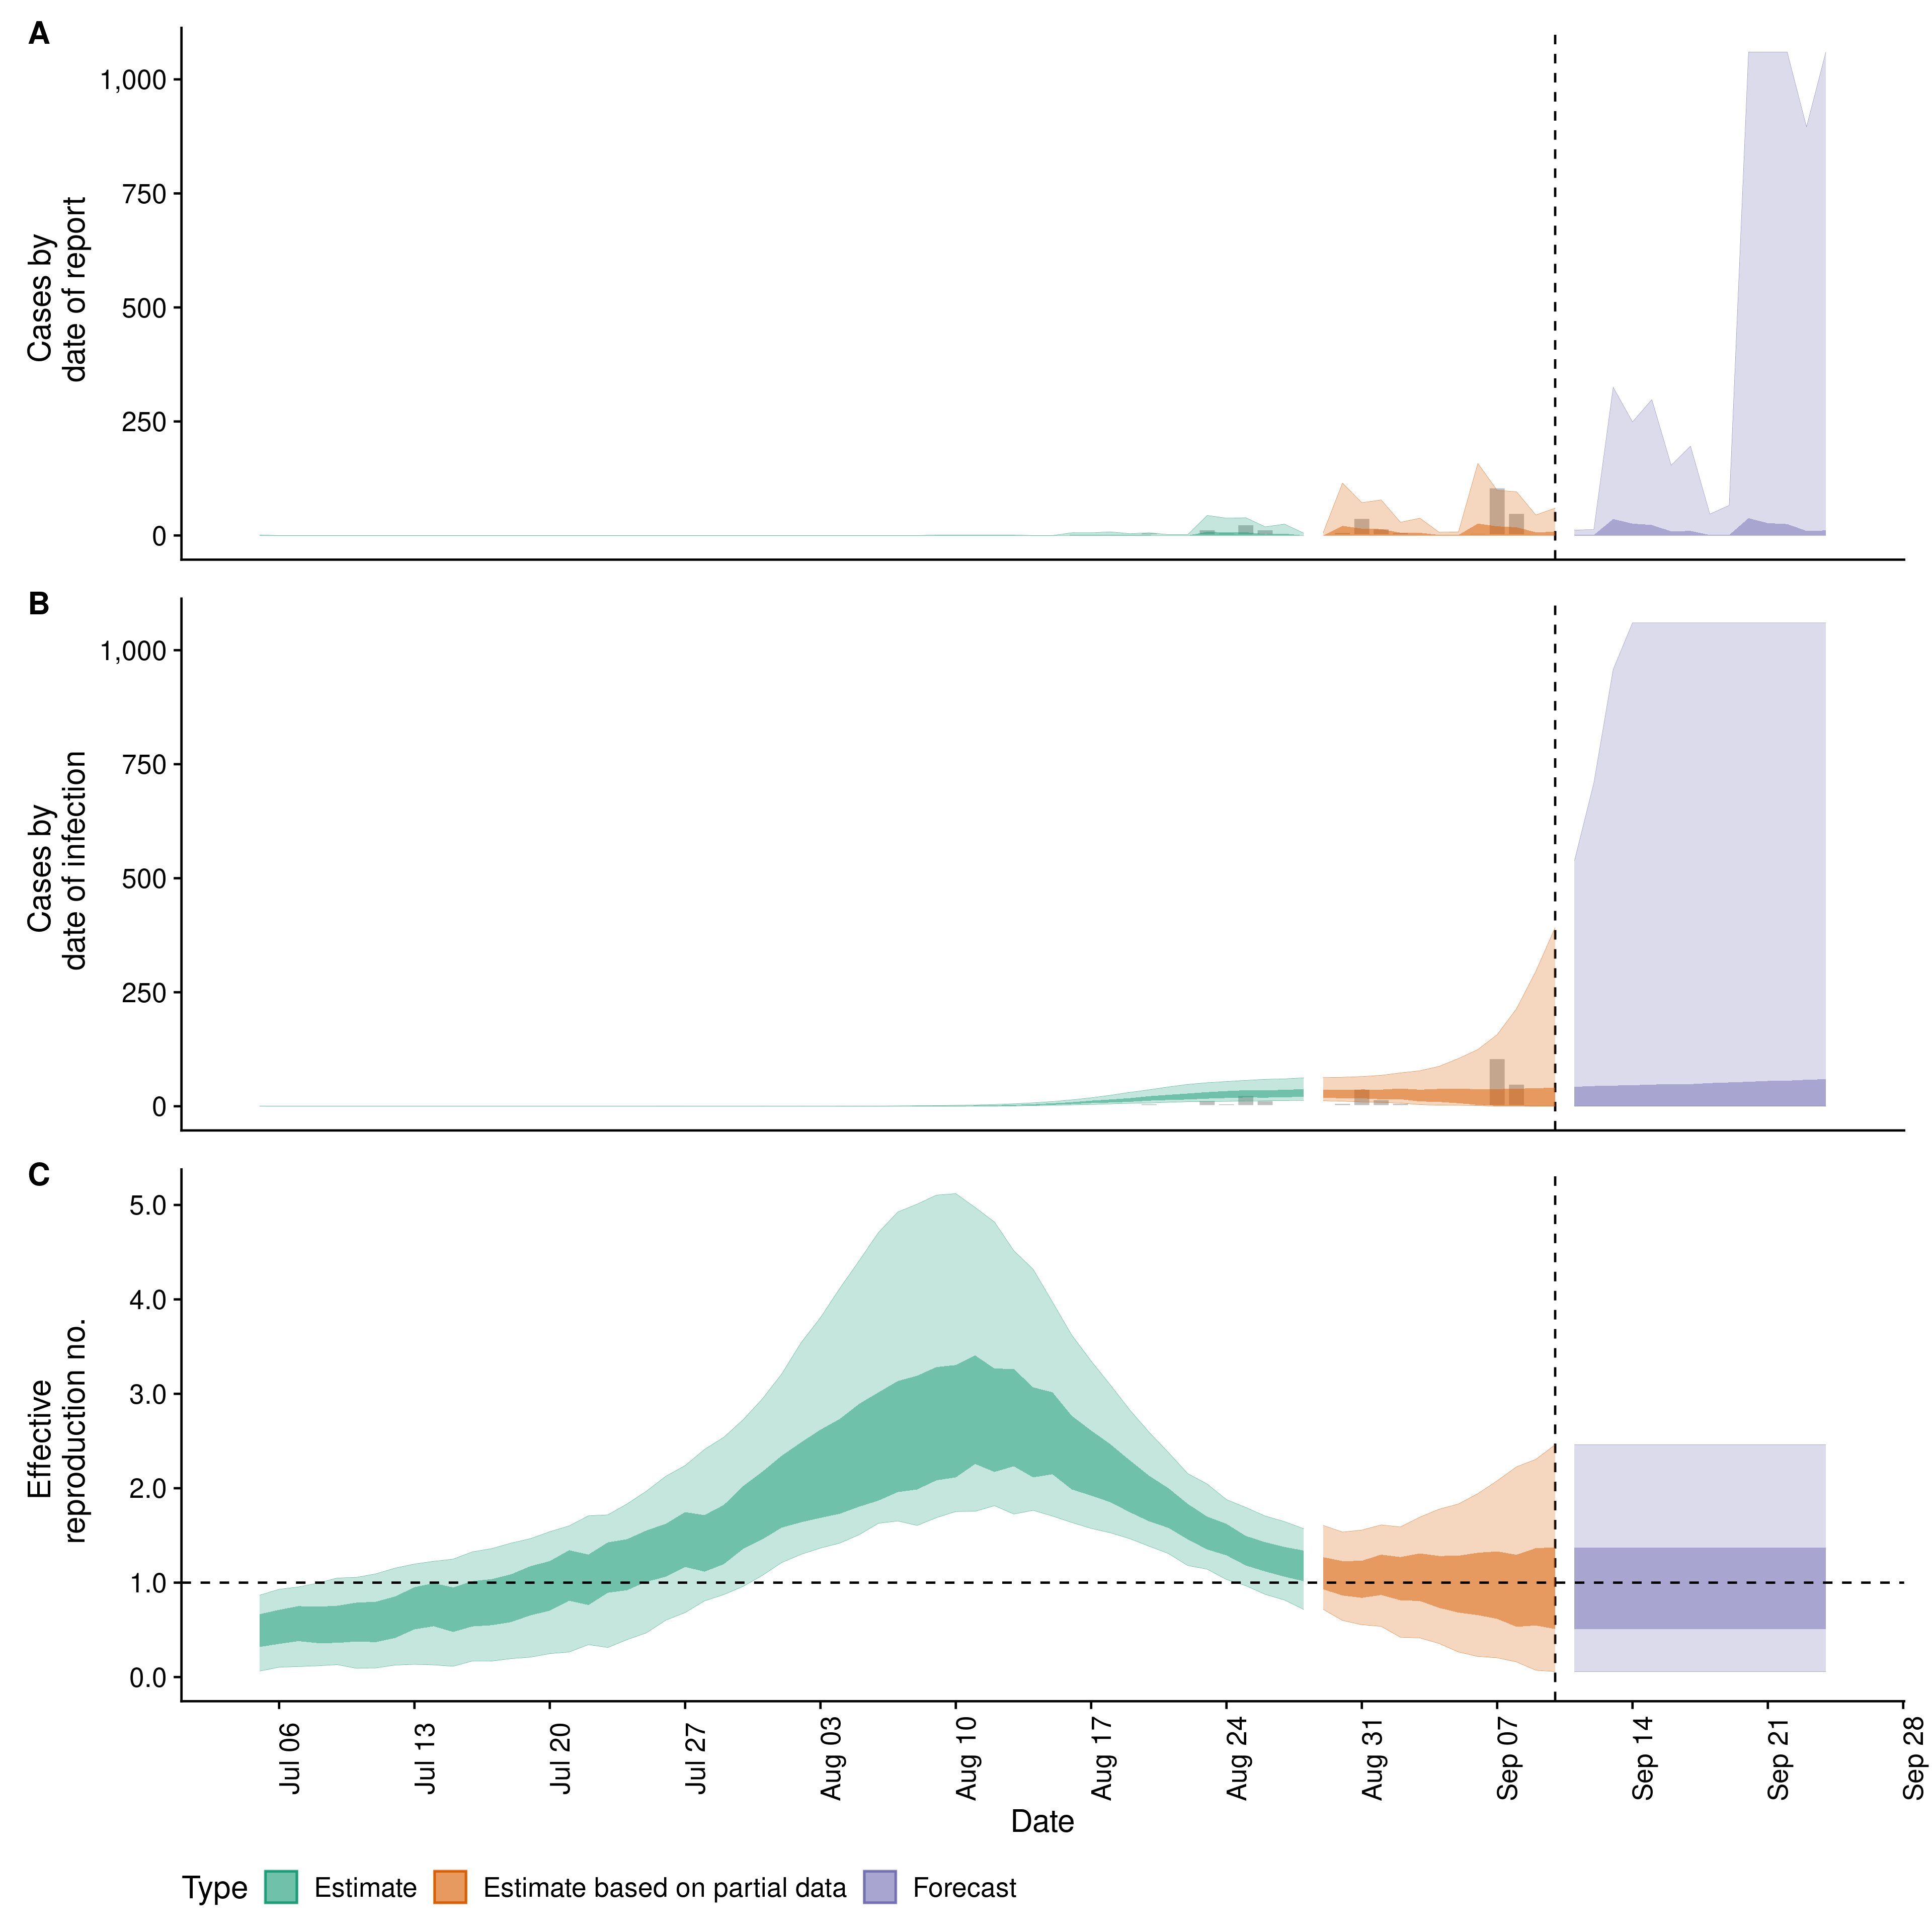 A
1,000
750
500
250
0
Cases by
date of report
B
1,000
750
500
250
0
Cases by
date of infection
C
5.0
4.0
3.0
2.0
1.0
0.0
Effective
reproduction no.
Jul 06
Jul 13
Jul 20
Jul 27
Aug 03
Aug 10
Aug 17
Aug 24
Aug 31
Sep 07
Sep 14
Sep 21
Sep 28
Date
Type Estimate Estimate based on partial data Forecast